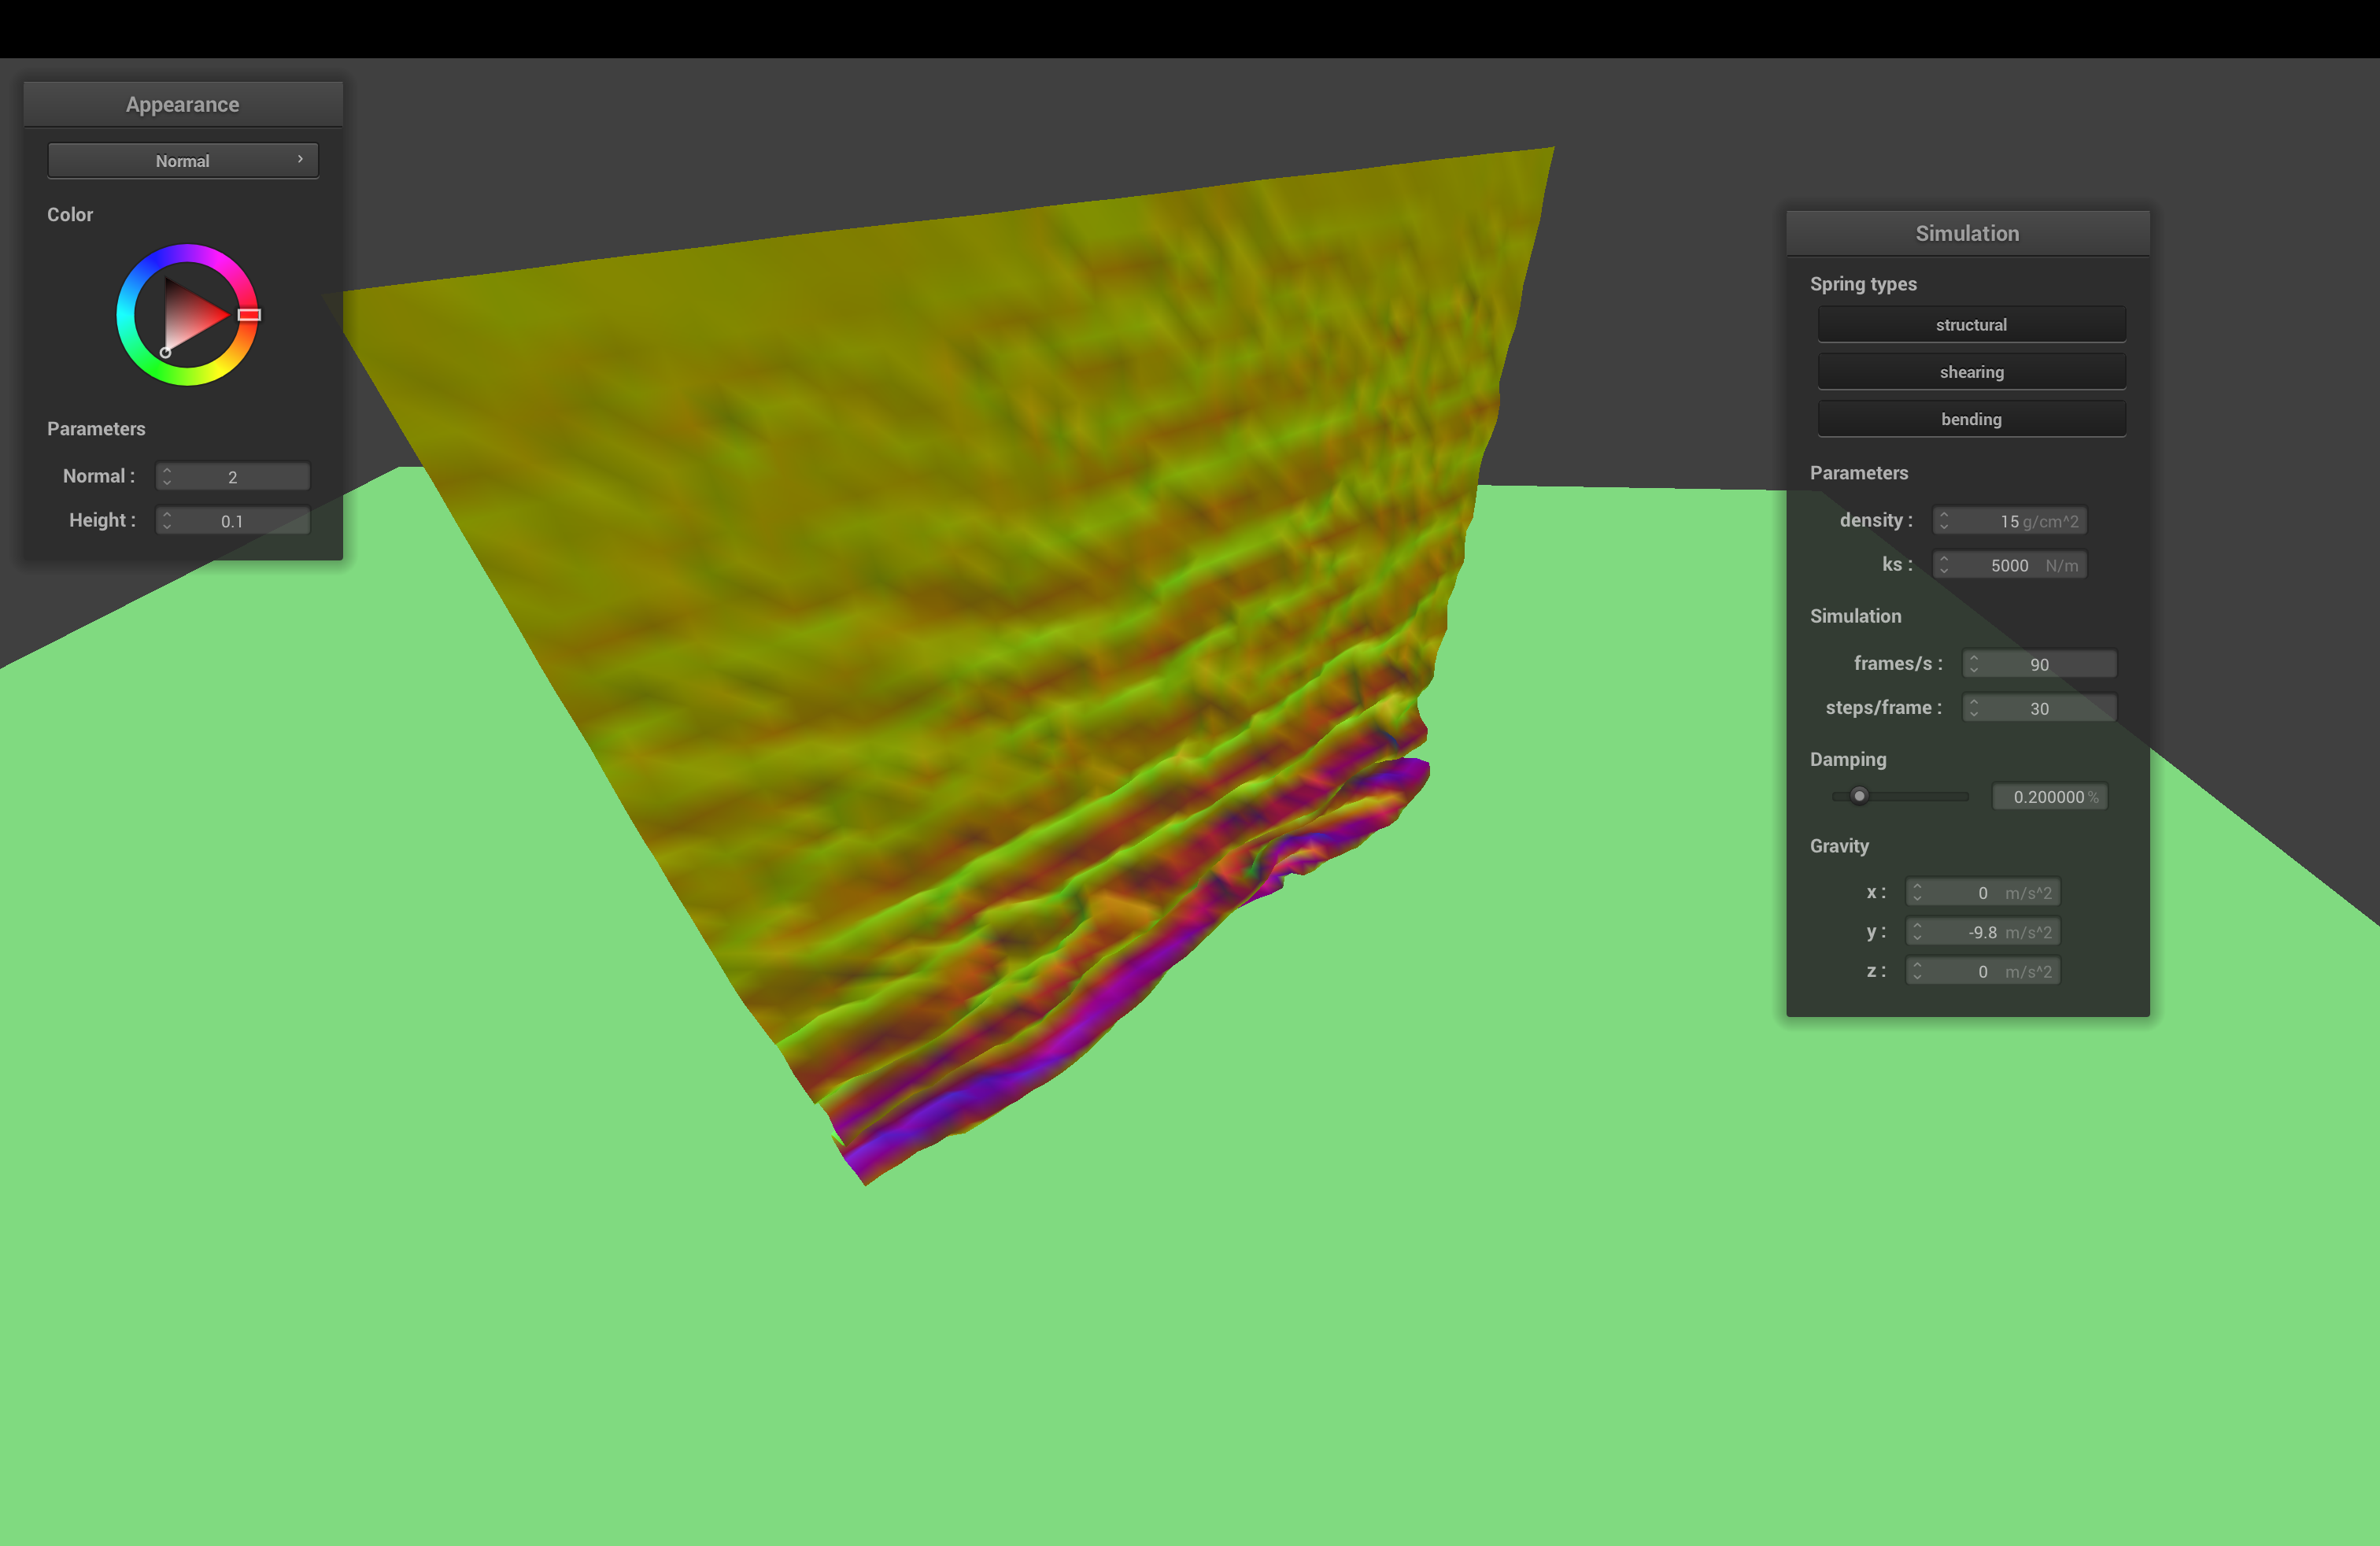 Appearance
Normal
Color
Parameters
Normal : 2
Height : 0.1
Simulation
Spring types
structural
shearing
bending
Parameters
density : 15 g/cm^2
ks : 5000 N/m
Simulation
frames/s : 90
steps/frame : 30
Damping
0.200000 %
Gravity
x : 0 m/s^2
y : -9.8 m/s^2
z : 0 m/s^2